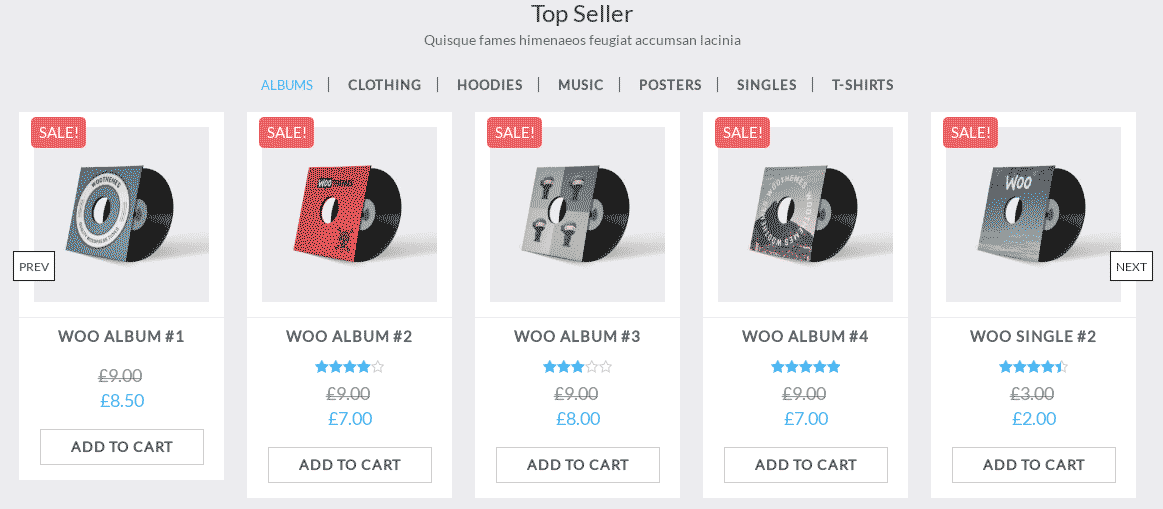 Top Seller
Quisque fames himenaeos feugiat accumsan lacinia
ALBUMS | CLOTHING | HOODIES | MUSIC | POSTERS | SINGLES | T-SHIRTS
SALE! SALE! SALE! SALE! SALE!
WOOTHEMES WOO WOO
PREV NEXT
WOO ALBUM #1 WOO ALBUM #2 WOO ALBUM #3 WOO ALBUM #4 WOO SINGLE #2
£9.00 £9.00 £9.00 £9.00 £3.00
£8.50 £7.00 £8.00 £7.00 £2.00
ADD TO CART ADD TO CART ADD TO CART ADD TO CART ADD TO CART